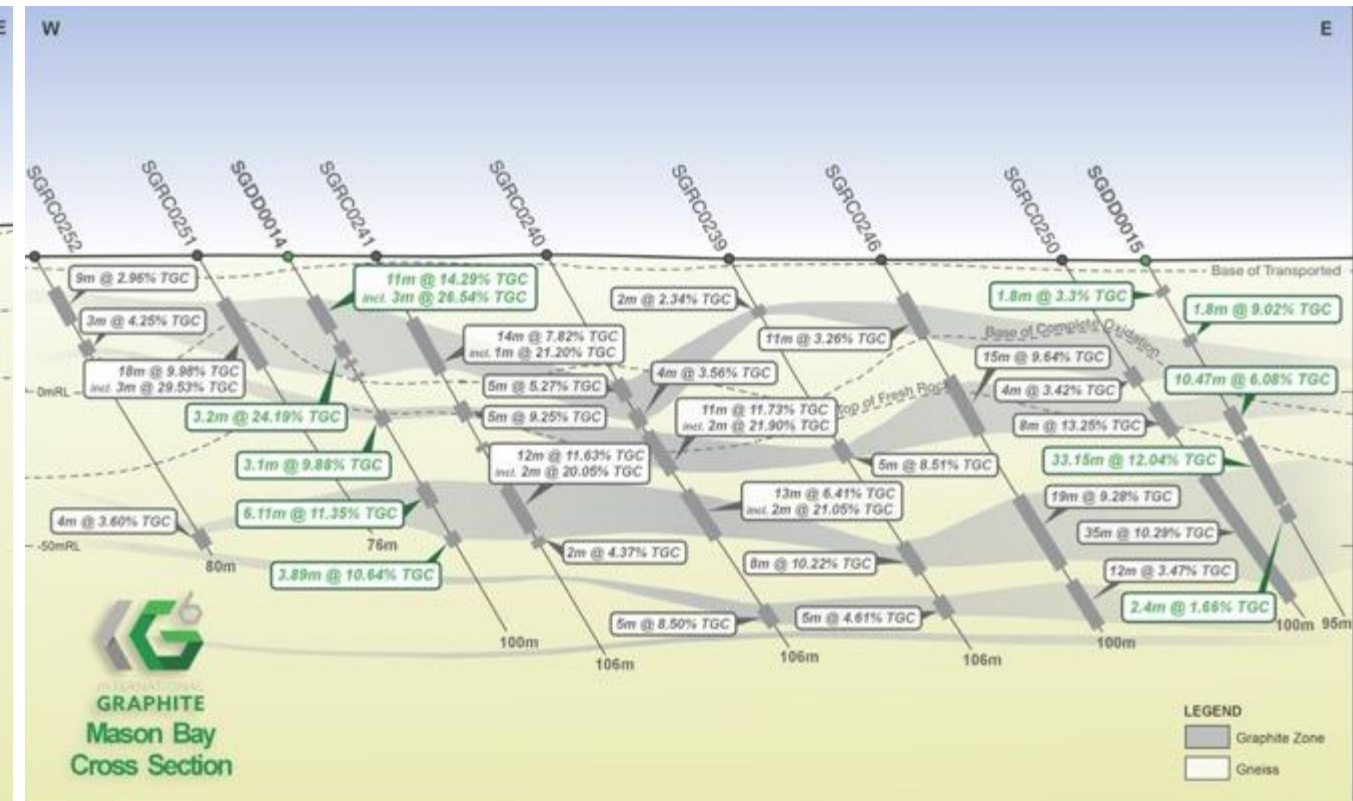 E
W
E
SGRC0252
SGRC0251
SGDD0014
SGRC0241
SGRC0240
SGRC0239
SGRC0246
SGRC0250
SGDD0015
Base of Transported
9m @ 2.96% TGC
11m @ 14.29% TGC
incl. 3m @ 26.54% TGC
2m @ 2.34% TGC
1.8m @ 3.3% TGC
1.8m @ 9.02% TGC
3m @ 4.25% TGC
14m @ 7.82% TGC
incl. 1m @ 21.20% TGC
11m @ 3.26% TGC
Base of Complete Oxidation
15m @ 9.64% TGC
18m @ 9.98% TGC
incl. 3m @ 29.53% TGC
5m @ 5.27% TGC
4m @ 3.56% TGC
4m @ 3.42% TGC
10.47m @ 6.08% TGC
0mRL
3.2m @ 24.19% TGC
5m @ 9.25% TGC
11m @ 11.73% TGC
incl. 2m @ 21.90% TGC
Top of Fresh Rock
8m @ 13.25% TGC
3.1m @ 9.88% TGC
12m @ 11.63% TGC
incl. 2m @ 20.05% TGC
5m @ 8.51% TGC
33.15m @ 12.04% TGC
6.11m @ 11.35% TGC
13m @ 6.41% TGC
incl. 2m @ 21.05% TGC
19m @ 9.28% TGC
4m @ 3.60% TGC
35m @ 10.29% TGC
-50mRL
76m
2m @ 4.37% TGC
8m @ 10.22% TGC
80m
3.89m @ 10.64% TGC
12m @ 3.47% TGC
2.4m @ 1.66% TGC
5m @ 8.50% TGC
5m @ 4.61% TGC
100m
95m
100m
106m
106m
106m
100m
INTERNATIONAL
GRAPHITE
Mason Bay
Cross Section
LEGEND
Graphite Zone
Gneiss